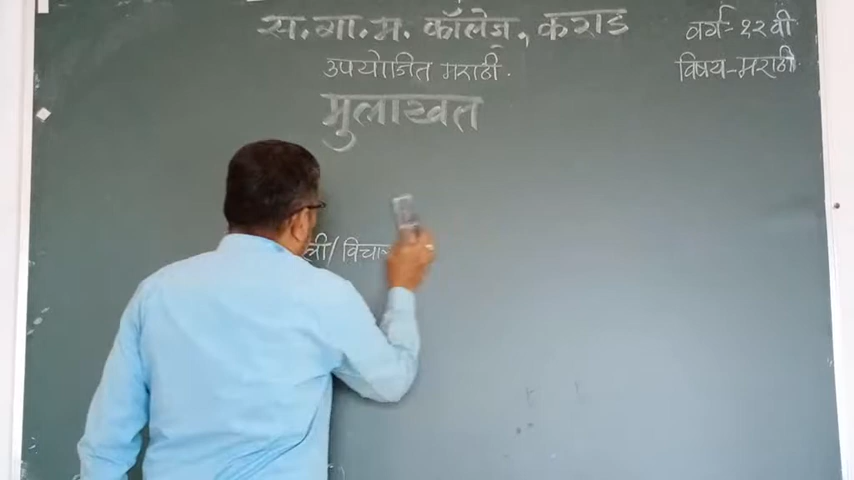 स.गा.म. कॉलेज, कराड
वर्ग- १२वी
उपयोजित मराठी.
विषय-मराठी
मुलाखत
ली/विचा